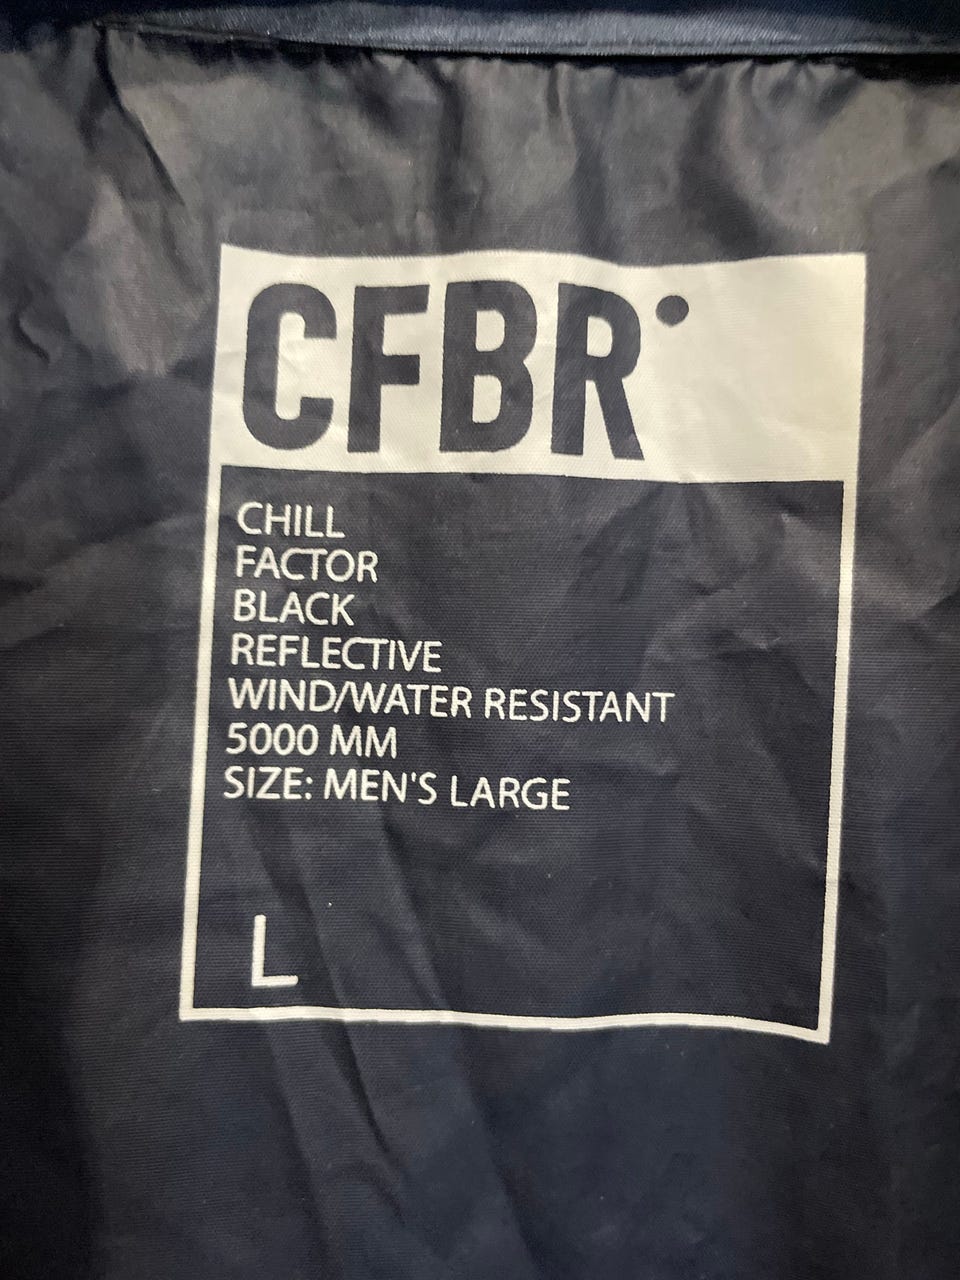 CFBR°
CHILL
FACTOR
BLACK
REFLECTIVE
WIND/WATER RESISTANT
5000 MM
SIZE: MEN'S LARGE
L